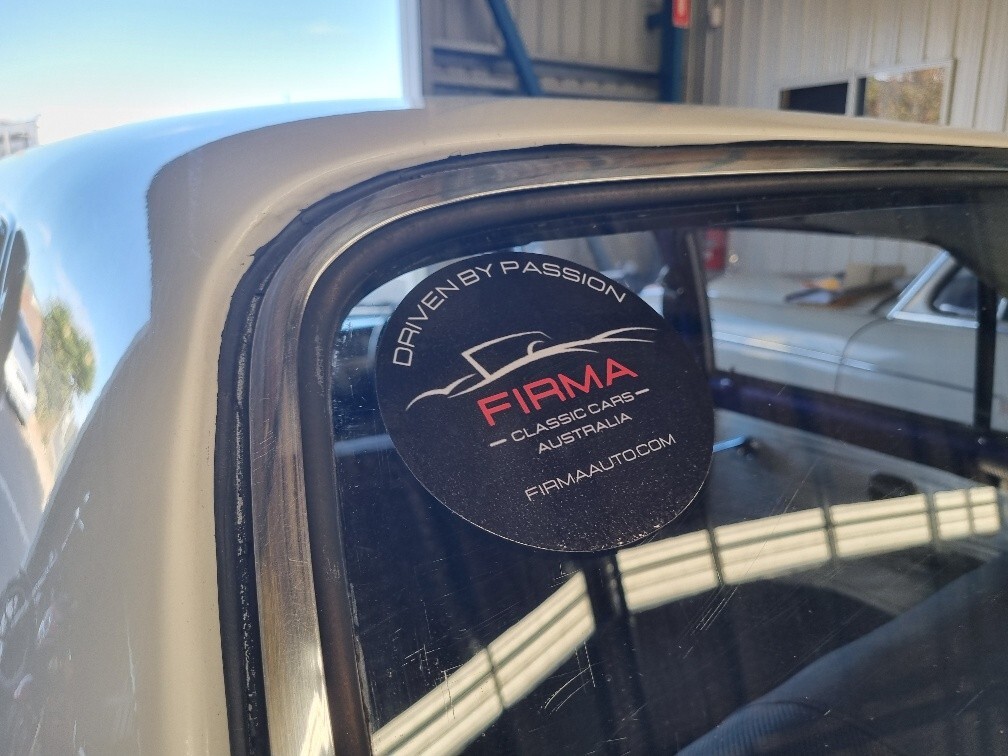 DRIVEN BY PASSION
FIRMA
CLASSIC CARS
AUSTRALIA
FIRMAAUTO.COM